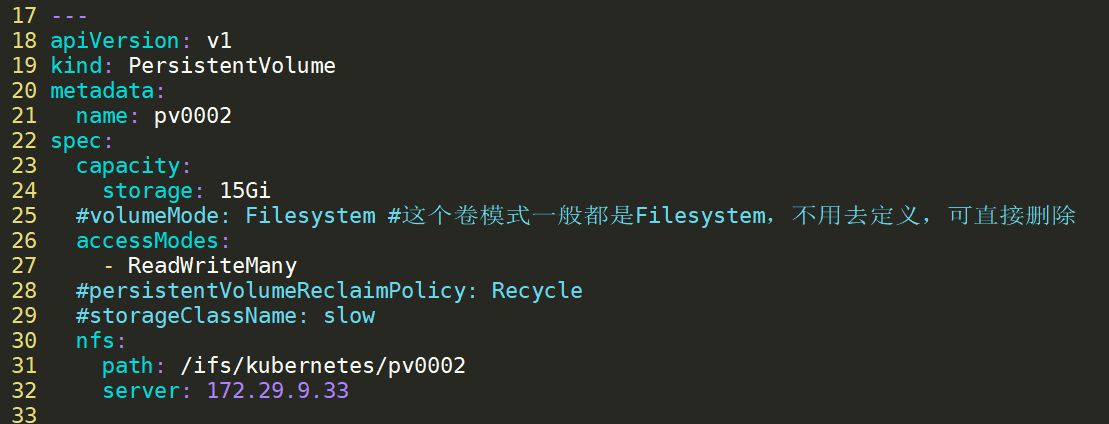 17 ---
18 apiVersion: v1
19 kind: PersistentVolume
20 metadata:
21   name: pv0002
22 spec:
23   capacity:
24     storage: 15Gi
25   #volumeMode: Filesystem #这个卷模式一般都是Filesystem，不用去定义，可直接删除
26   accessModes:
27     - ReadWriteMany
28   #persistentVolumeReclaimPolicy: Recycle
29   #storageClassName: slow
30   nfs:
31     path: /ifs/kubernetes/pv0002
32     server: 172.29.9.33
33